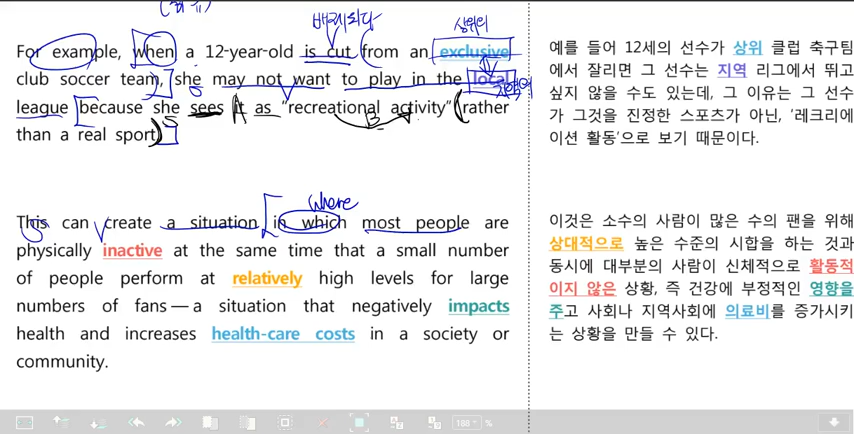 배제되다
상위의
For example, when a 12-year-old is cut from an exclusive
club soccer team, she may not want to play in the local
league because she sees it as "recreational activity" (rather
than a real sport)
예를 들어 12세의 선수가 상위 클럽 축구팀
에서 잘리면 그 선수는 지역 리그에서 뛰고
싶지 않을 수도 있는데, 그 이유는 그 선수
가 그것을 진정한 스포츠가 아닌, '레크리에
이션 활동'으로 보기 때문이다.
S
V
S
A
B
where
This can create a situation in which most people are
physically inactive at the same time that a small number
of people perform at relatively high levels for large
numbers of fans — a situation that negatively impacts
health and increases health-care costs in a society or
community.
S
V
이것은 소수의 사람이 많은 수의 팬을 위해
상대적으로 높은 수준의 시합을 하는 것과
동시에 대부분의 사람이 신체적으로 활동적
이지 않은 상황, 즉 건강에 부정적인 영향을
주고 사회나 지역사회에 의료비를 증가시키
는 상황을 만들 수 있다.
188 %